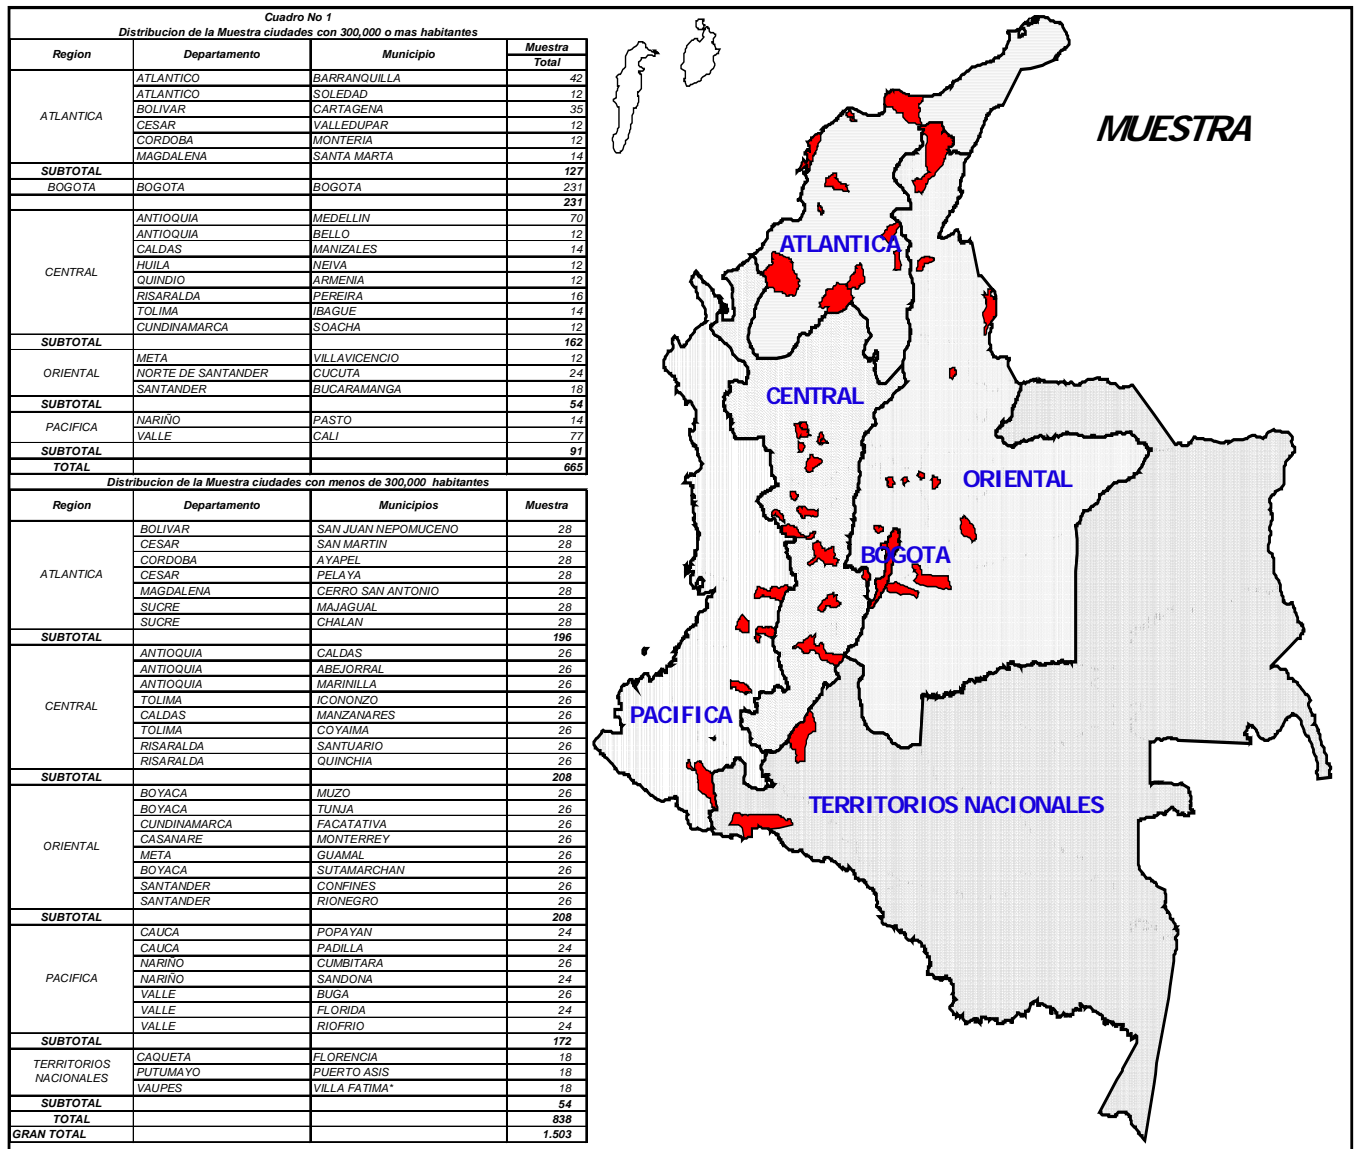 Cuadro No 1
Distribucion de la Muestra ciudades con 300,000 o mas habitantes
Region Departamento Municipio Muestra
Total
ATLANTICA
ATLANTICO BARRANQUILLA 42
ATLANTICO SOLEDAD 12
BOLIVAR CARTAGENA 35
CESAR VALLEDUPAR 12
CORDOBA MONTERIA 12
MAGDALENA SANTA MARTA 14
SUBTOTAL 127
BOGOTA BOGOTA BOGOTA 231
231
CENTRAL
ANTIOQUIA MEDELLIN 70
ANTIOQUIA BELLO 12
CALDAS MANIZALES 14
HUILA NEIVA 12
QUINDIO ARMENIA 12
RISARALDA PEREIRA 16
TOLIMA IBAGUE 14
CUNDINAMARCA SOACHA 12
SUBTOTAL 162
ORIENTAL
META VILLAVICENCIO 12
NORTE DE SANTANDER CUCUTA 24
SANTANDER BUCARAMANGA 18
SUBTOTAL 54
PACIFICA
NARIÑO PASTO 14
VALLE CALI 77
SUBTOTAL 91
TOTAL 665
Distribucion de la Muestra ciudades con menos de 300,000 habitantes
Region Departamento Municipios Muestra
ATLANTICA
BOLIVAR SAN JUAN NEPOMUCENO 28
CESAR SAN MARTIN 28
CORDOBA AYAPEL 28
CESAR PELAYA 28
MAGDALENA CERRO SAN ANTONIO 28
SUCRE MAJAGUAL 28
SUCRE CHALAN 28
SUBTOTAL 196
CENTRAL
ANTIOQUIA CALDAS 26
ANTIOQUIA ABEJORRAL 26
ANTIOQUIA MARINILLA 26
TOLIMA ICONONZO 26
CALDAS MANZANARES 26
TOLIMA COYAIMA 26
RISARALDA SANTUARIO 26
RISARALDA QUINCHIA 26
SUBTOTAL 208
ORIENTAL
BOYACA MUZO 26
BOYACA TUNJA 26
CUNDINAMARCA FACATATIVA 26
CASANARE MONTERREY 26
META GUAMAL 26
BOYACA SUTAMARCHAN 26
SANTANDER CONFINES 26
SANTANDER RIONEGRO 26
SUBTOTAL 208
PACIFICA
CAUCA POPAYAN 24
CAUCA PADILLA 24
NARIÑO CUMBITARA 26
NARIÑO SANDONA 24
VALLE BUGA 26
VALLE FLORIDA 24
VALLE RIOFRIO 24
SUBTOTAL 172
TERRITORIOS
NACIONALES
CAQUETA FLORENCIA 18
PUTUMAYO PUERTO ASIS 18
VAUPES VILLA FATIMA* 18
SUBTOTAL 54
TOTAL 838
GRAN TOTAL 1.503
MUESTRA
ATLANTICA
CENTRAL
ORIENTAL
BOGOTA
PACIFICA
TERRITORIOS NACIONALES